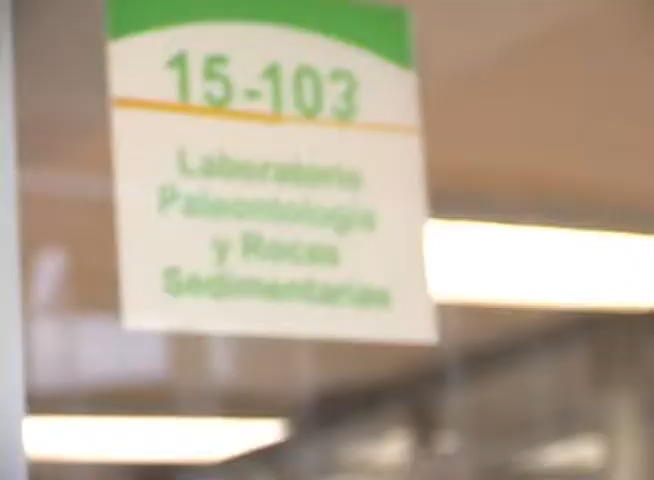 15-103
Laboratorio
Paleontología
y Rocas
Sedimentarias